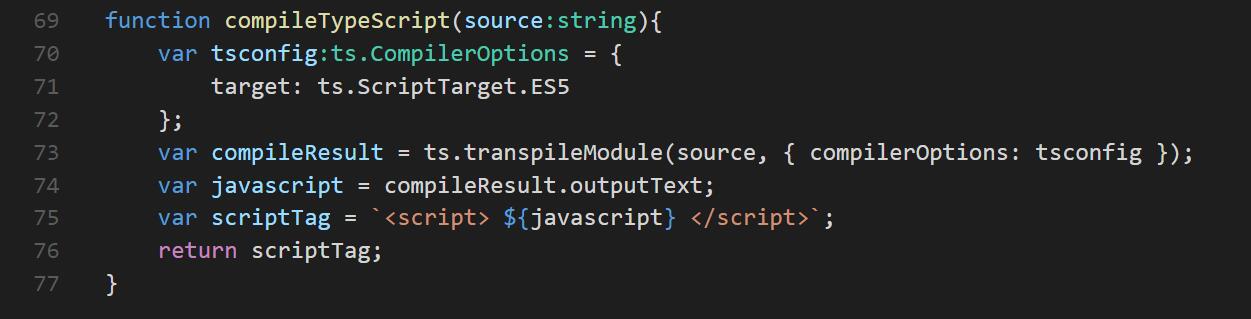 69 function compileTypeScript(source:string){
70 var tsconfig:ts.CompilerOptions = {
71 target: ts.ScriptTarget.ES5
72 };
73 var compileResult = ts.transpileModule(source, { compilerOptions: tsconfig });
74 var javascript = compileResult.outputText;
75 var scriptTag = `<script> ${javascript} </script>`;
76 return scriptTag;
77 }